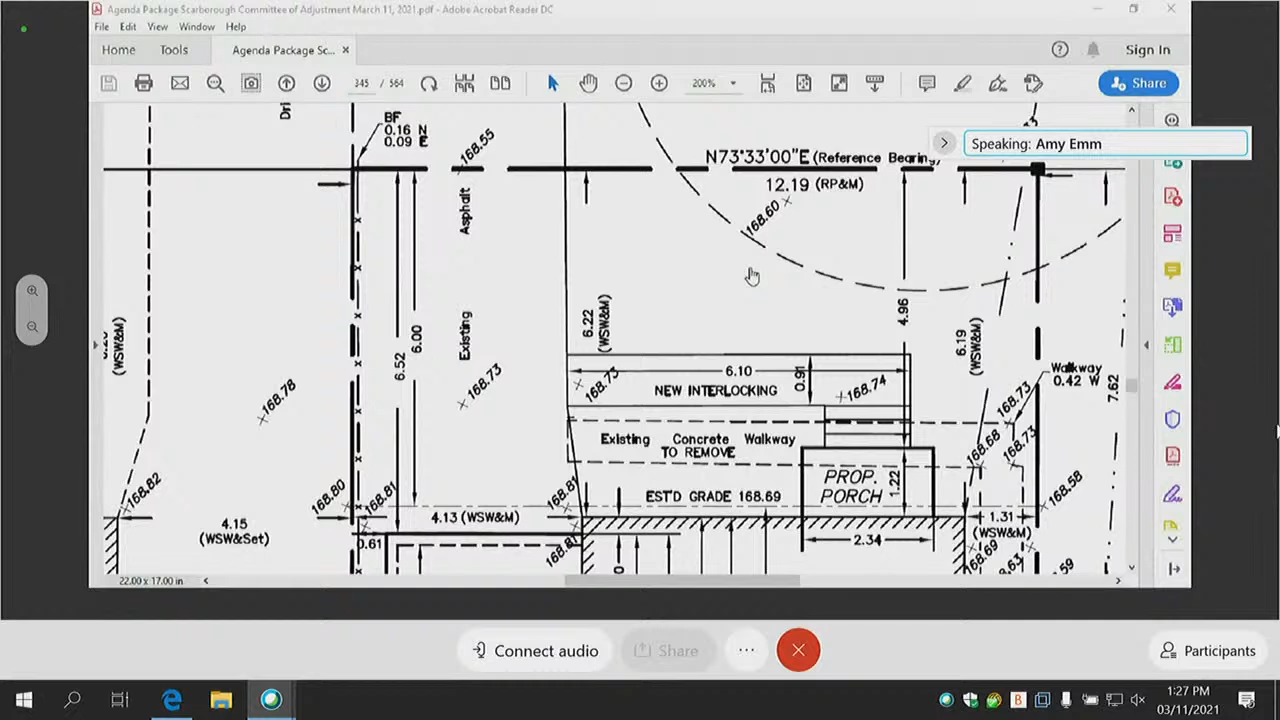 Agenda Package Scarborough Committee of Adjustment March 11, 2021.pdf - Adobe Acrobat Reader DC
File Edit View Window Help
Home Tools Agenda Package Sc... × Sign In
345 / 564 200% Share
Speaking: Amy Emm
BF
0.16 N
0.09 E
168.55
N73°33'00"E (Reference Bearing)
12.19 (RP&M)
168.60
Asphalt
Existing
6.52
6.00
6.22
(WSW&M)
4.96
6.19
(WSW&M)
(WSW&M)
Walkway
0.42 W
7.62
6.10
0.91
NEW INTERLOCKING
168.73
168.74
168.73
168.78
168.73
Existing Concrete Walkway
TO REMOVE
168.68
168.73
168.82
168.80
168.81
168.81
EST'D GRADE 168.69
PROP.
PORCH
1.22
168.58
4.15
(WSW&Set)
4.13 (WSW&M)
1.31
(WSW&M)
0.61
168.81
2.34
168.69
22.00 x 17.00 in
Connect audio Share Participants
1:27 PM
03/11/2021